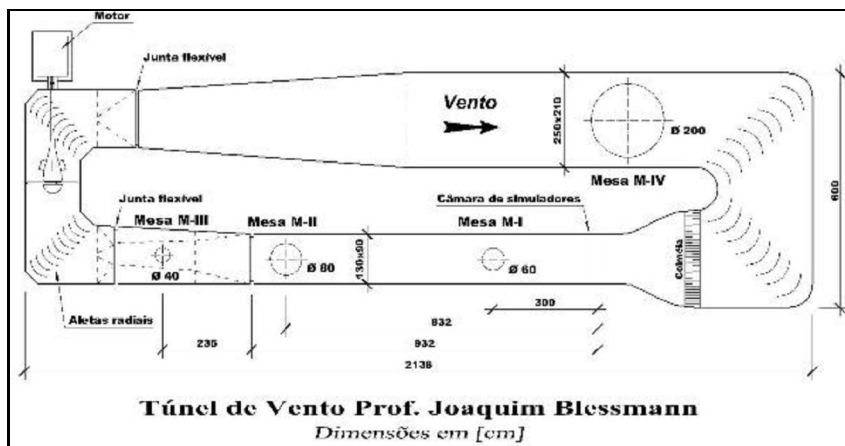 Motor
Junta flexível
Vento
250x210
Ø 200
Mesa M-IV
600
Junta flexível
Mesa M-III
Mesa M-II
Câmara de simuladores
Mesa M-I
Colméia
Ø 40
Ø 80
130x90
Ø 60
Aletas radiais
300
832
235
932
2138
Túnel de Vento Prof. Joaquim Blessmann
Dimensões em [cm]